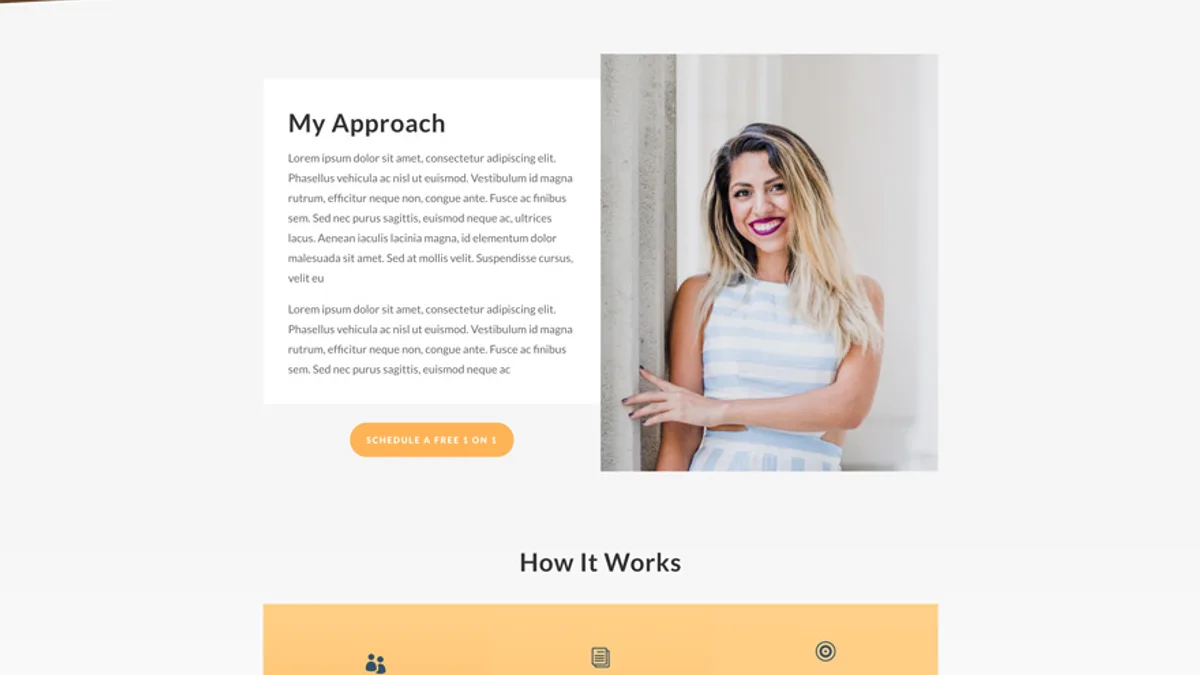 My Approach
Lorem ipsum dolor sit amet, consectetur adipiscing elit.
Phasellus vehicula ac nisl ut euismod. Vestibulum id magna
rutrum, efficitur neque non, congue ante. Fusce ac finibus
sem. Sed nec purus sagittis, euismod neque ac, ultrices
lacus. Aenean iaculis lacinia magna, id elementum dolor
malesuada sit amet. Sed at mollis velit. Suspendisse cursus,
velit eu
Lorem ipsum dolor sit amet, consectetur adipiscing elit.
Phasellus vehicula ac nisl ut euismod. Vestibulum id magna
rutrum, efficitur neque non, congue ante. Fusce ac finibus
sem. Sed nec purus sagittis, euismod neque ac
SCHEDULE A FREE 1 ON 1
How It Works